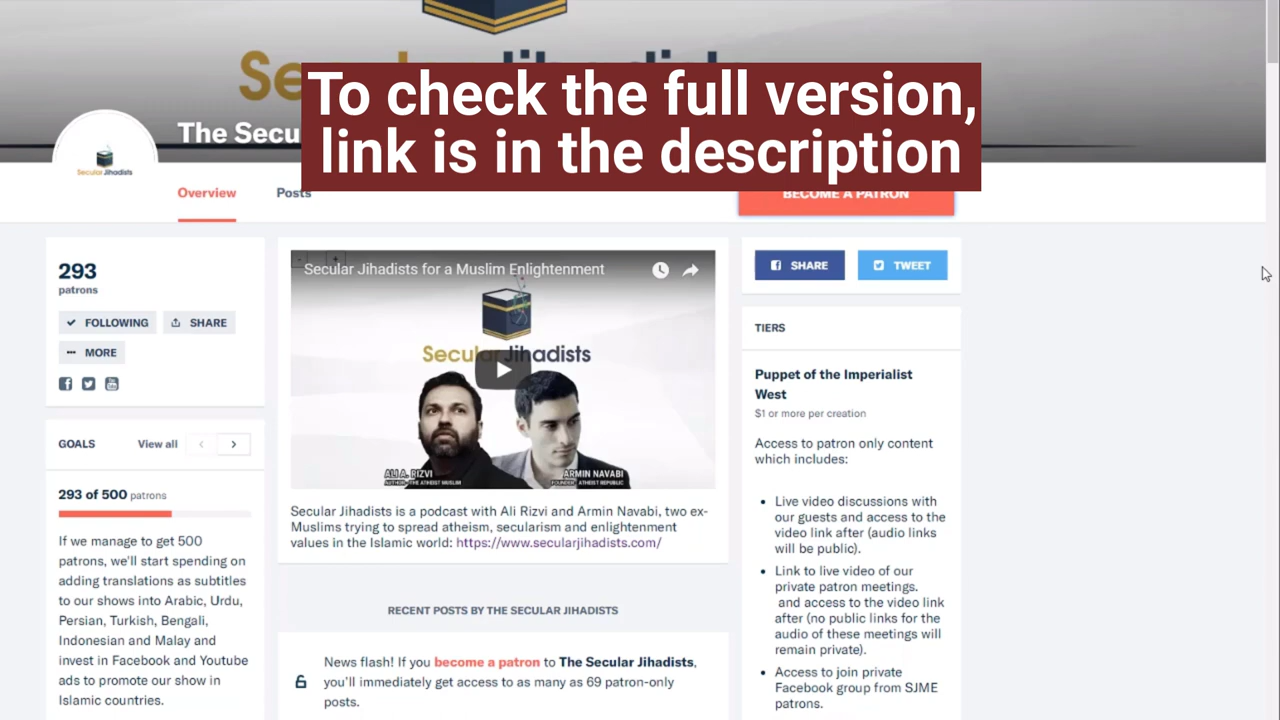 To check the full version,
link is in the description
The Secu
Secular Jihadists
Overview
Posts
BECOME A PATRON
293
patrons
FOLLOWING
SHARE
MORE
GOALS
View all
293 of 500 patrons
If we manage to get 500
patrons, we'll start spending on
adding translations as subtitles
to our shows into Arabic, Urdu,
Persian, Turkish, Bengali,
Indonesian and Malay and
invest in Facebook and Youtube
ads to promote our show in
Islamic countries.
Secular Jihadists for a Muslim Enlightenment
Secular Jihadists
ALI A. RIZVI
AUTHOR - THE ATHEIST MUSLIM
ARMIN NAVABI
FOUNDER - ATHEIST REPUBLIC
Secular Jihadists is a podcast with Ali Rizvi and Armin Navabi, two ex-
Muslims trying to spread atheism, secularism and enlightenment
values in the Islamic world: https://www.secularjihadists.com/
RECENT POSTS BY THE SECULAR JIHADISTS
News flash! If you become a patron to The Secular Jihadists,
you'll immediately get access to as many as 69 patron-only
posts.
SHARE
TWEET
TIERS
Puppet of the Imperialist
West
$1 or more per creation
Access to patron only content
which includes:
• Live video discussions with
our guests and access to the
video link after (audio links
will be public).
• Link to live video of our
private patron meetings.
and access to the video link
after (no public links for the
audio of these meetings will
remain private).
• Access to join private
Facebook group from SJME
patrons.